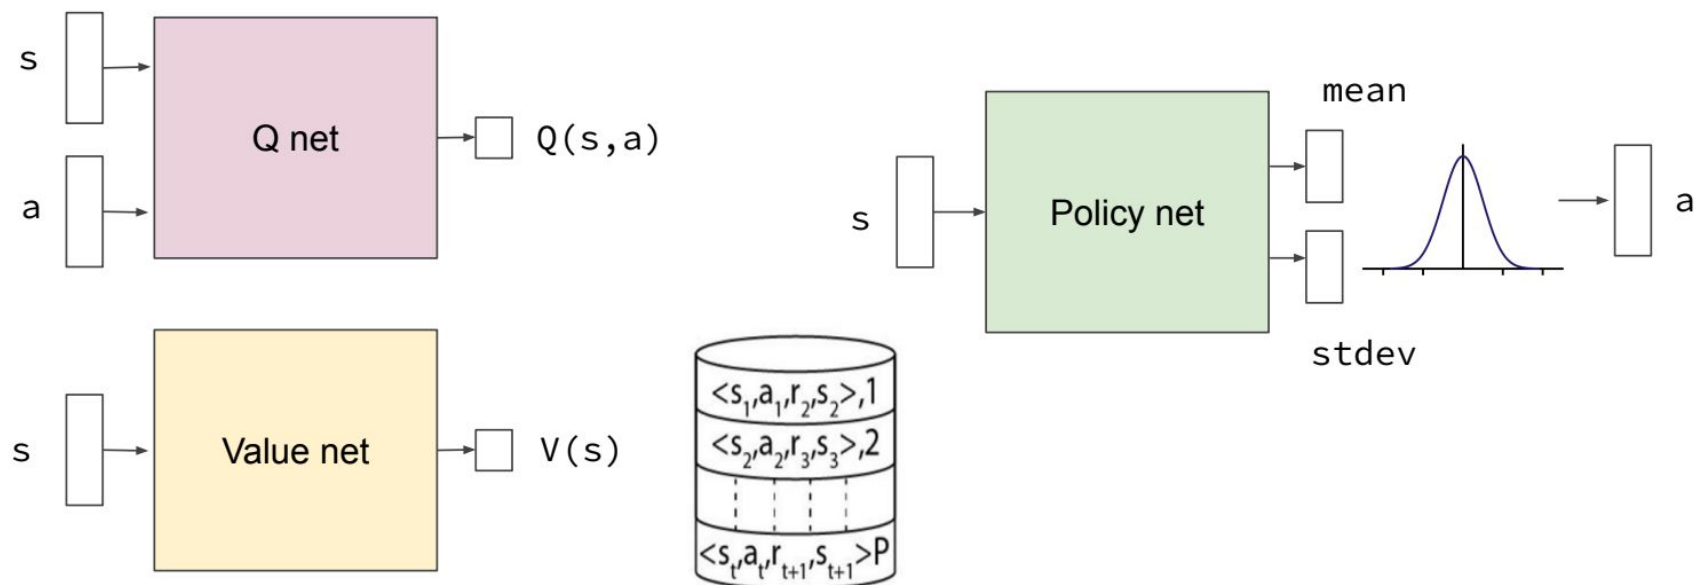 s
a
Q net
Q(s,a)
s
Value net
V(s)
<s₁,a₁,r₂,s₂>,1
<s₂,a₂,r₃,s₃>,2
<sₜ,aₜ,rₜ₊₁,sₜ₊₁>P
s
Policy net
mean
stdev
a